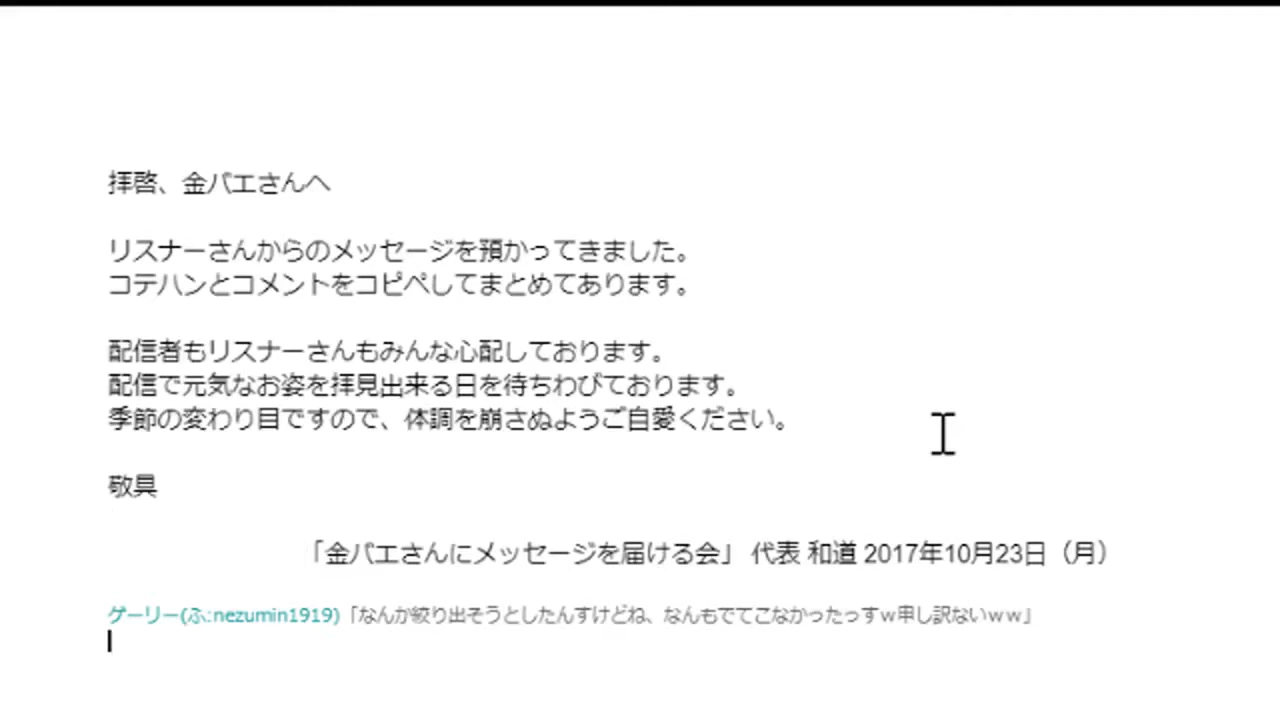 拝啓、金バエさんへ
リスナーさんからのメッセージを預かってきました。
コテハンとコメントをコピペしてまとめてあります。
配信者もリスナーさんもみんな心配しております。
配信で元気なお姿を拝見出来る日を待ちわびております。
季節の変わり目ですので、体調を崩さぬようご自愛ください。
敬具
「金バエさんにメッセージを届ける会」 代表 和道 2017年10月23日（月）
ゲーリー(ふ:nezumin1919)「なんか絞り出そうとしたんすけどね、なんもでてこなかったっすｗ申し訳ないｗｗ」